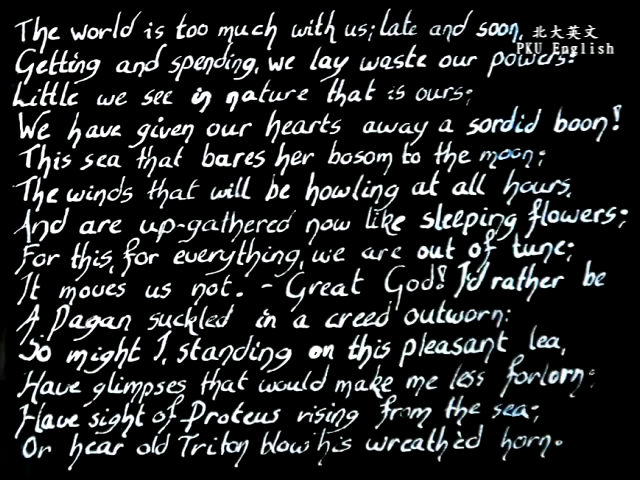 The world is too much with us; late and soon,
北大英文
PKU English
Getting and spending, we lay waste our powers:
Little we see in nature that is ours;
We have given our hearts away a sordid boon!
This sea that bares her bosom to the moon;
The winds that will be howling at all hours,
And are up-gathered now like sleeping flowers;
For this, for everything, we are out of tune;
It moves us not. - Great God! I'd rather be
A Pagan suckled in a creed outworn:
So might I, standing on this pleasant lea,
Have glimpses that would make me less forlorn;
Have sight of Proteus rising from the sea;
Or hear old Triton blow his wreathèd horn.